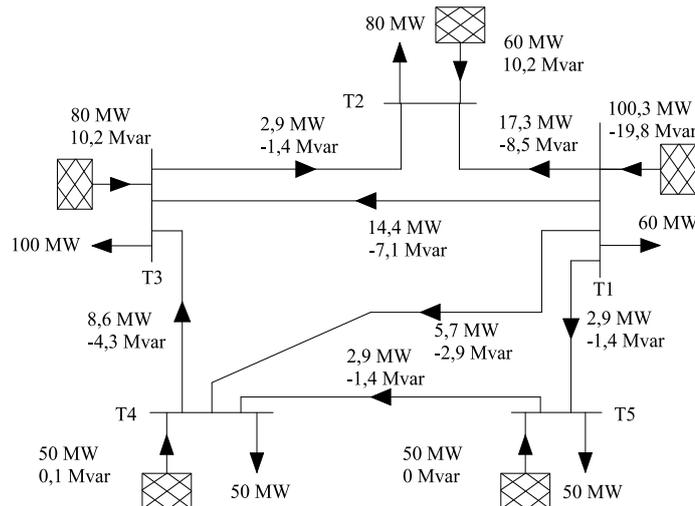 80 MW
60 MW
10,2 Mvar
T2
80 MW
10,2 Mvar
2,9 MW
-1,4 Mvar
17,3 MW
-8,5 Mvar
100,3 MW
-19,8 Mvar
14,4 MW
-7,1 Mvar
60 MW
100 MW
T3
T1
8,6 MW
-4,3 Mvar
5,7 MW
-2,9 Mvar
2,9 MW
-1,4 Mvar
2,9 MW
-1,4 Mvar
T4
T5
50 MW
0,1 Mvar
50 MW
50 MW
0 Mvar
50 MW